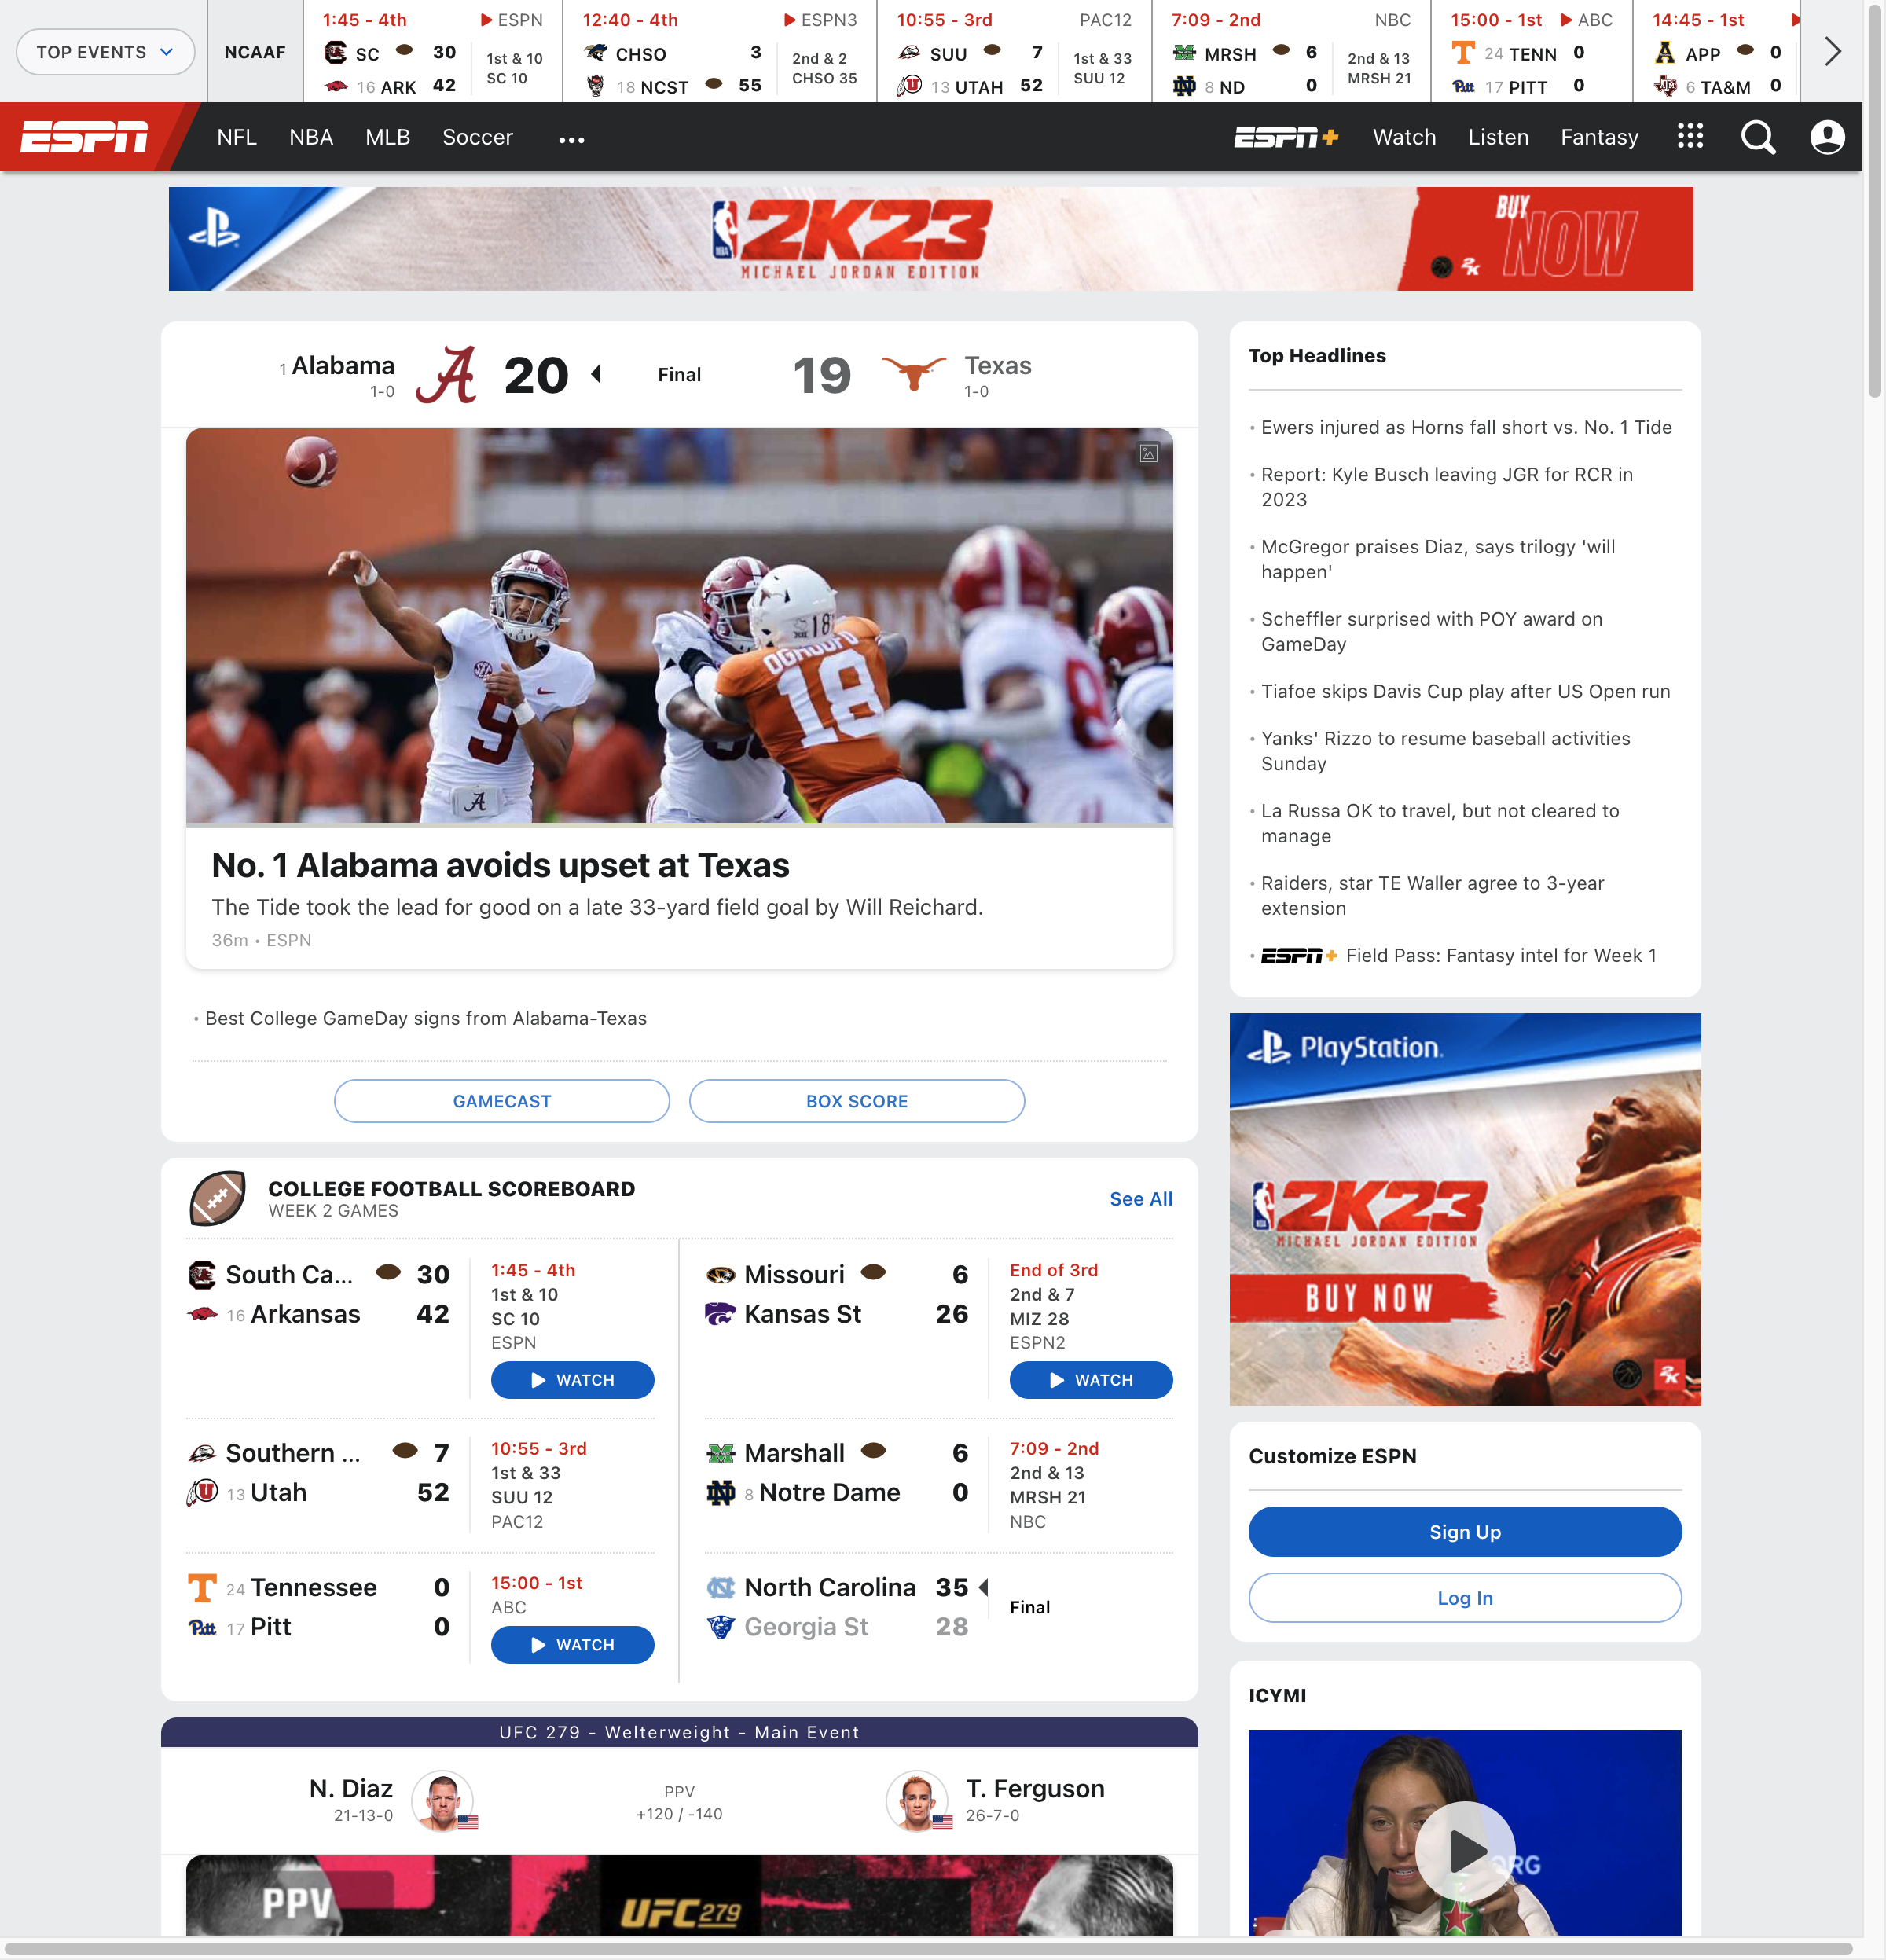 TOP EVENTS
NCAAF
1:45 - 4th ESPN
SC 30
16 ARK 42
1st & 10
SC 10
12:40 - 4th ESPN3
CHSO 3
18 NCST 55
2nd & 2
CHSO 35
10:55 - 3rd PAC12
SUU 7
13 UTAH 52
1st & 33
SUU 12
7:09 - 2nd NBC
MRSH 6
8 ND 0
2nd & 13
MRSH 21
15:00 - 1st ABC
24 TENN 0
17 PITT 0
14:45 - 1st
APP 0
6 TA&M 0
ESPN
NFL NBA MLB Soccer ...
ESPN+ Watch Listen Fantasy
NBA 2K23
MICHAEL JORDAN EDITION
BUY
NOW
2K
1 Alabama
1-0
20
Final
19
Texas
1-0
OGHOUFO
18
18
9
No. 1 Alabama avoids upset at Texas
The Tide took the lead for good on a late 33-yard field goal by Will Reichard.
36m • ESPN
Best College GameDay signs from Alabama-Texas
GAMECAST
BOX SCORE
COLLEGE FOOTBALL SCOREBOARD
WEEK 2 GAMES
See All
South Ca... 30
16 Arkansas 42
1:45 - 4th
1st & 10
SC 10
ESPN
WATCH
Missouri 6
Kansas St 26
End of 3rd
2nd & 7
MIZ 28
ESPN2
WATCH
Southern ... 7
13 Utah 52
10:55 - 3rd
1st & 33
SUU 12
PAC12
Marshall 6
8 Notre Dame 0
7:09 - 2nd
2nd & 13
MRSH 21
NBC
24 Tennessee 0
17 Pitt 0
15:00 - 1st
ABC
WATCH
North Carolina 35
Georgia St 28
Final
UFC 279 - Welterweight - Main Event
N. Diaz
21-13-0
PPV
+120 / -140
T. Ferguson
26-7-0
PPV
UFC 279
Top Headlines
Ewers injured as Horns fall short vs. No. 1 Tide
Report: Kyle Busch leaving JGR for RCR in
2023
McGregor praises Diaz, says trilogy 'will
happen'
Scheffler surprised with POY award on
GameDay
Tiafoe skips Davis Cup play after US Open run
Yanks' Rizzo to resume baseball activities
Sunday
La Russa OK to travel, but not cleared to
manage
Raiders, star TE Waller agree to 3-year
extension
ESPN+ Field Pass: Fantasy intel for Week 1
PlayStation
NBA 2K23
MICHAEL JORDAN EDITION
BUY NOW
2K
Customize ESPN
Sign Up
Log In
ICYMI
ORG